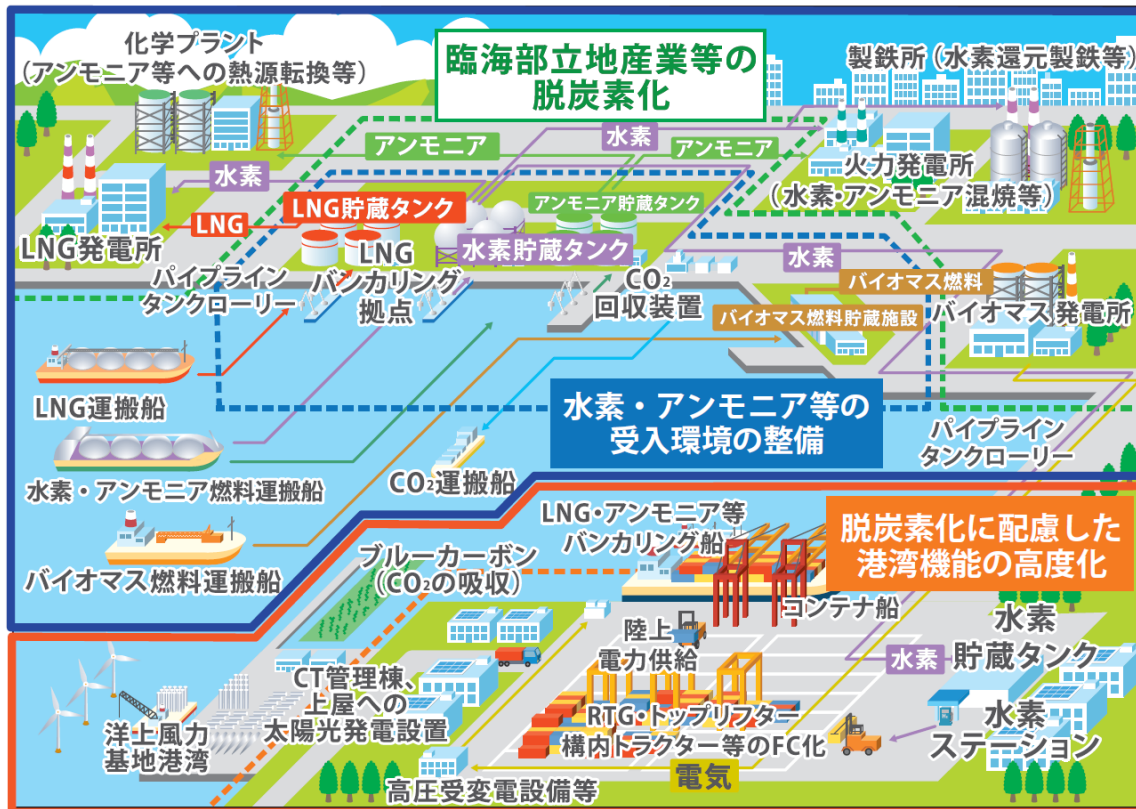 化学プラント
（アンモニア等への熱源転換等）
臨海部立地産業等の
脱炭素化
製鉄所（水素還元製鉄等）
アンモニア
水素
アンモニア
水素
火力発電所
（水素・アンモニア混焼等）
LNG
LNG貯蔵タンク
アンモニア貯蔵タンク
LNG発電所
水素貯蔵タンク
水素
パイプライン
タンクローリー
LNG
バンカリング
拠点
CO₂
回収装置
バイオマス燃料
バイオマス発電所
バイオマス燃料貯蔵施設
LNG運搬船
水素・アンモニア等の
受入環境の整備
パイプライン
タンクローリー
水素・アンモニア燃料運搬船
CO₂運搬船
バイオマス燃料運搬船
LNG・アンモニア等
バンカリング船
脱炭素化に配慮した
港湾機能の高度化
ブルーカーボン
（CO₂の吸収）
コンテナ船
陸上
電力供給
水素
水素
貯蔵タンク
CT管理棟、
上屋への
太陽光発電設置
洋上風力
基地港湾
RTG・トップリフター
構内トラクター等のFC化
水素
ステーション
電気
高圧受変電設備等